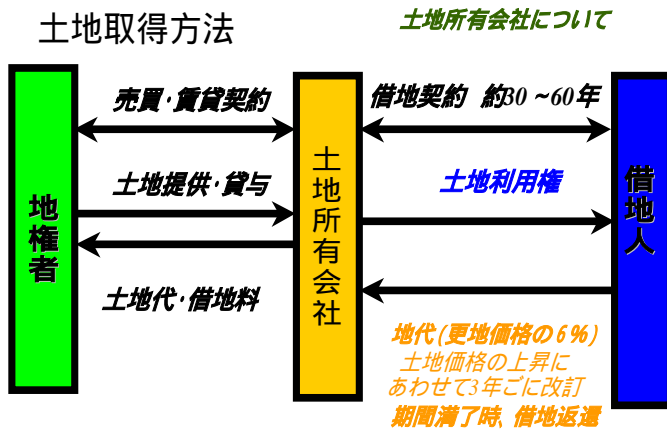 土地取得方法
土地所有会社について
売買・賃貸契約
借地契約 約30～60年
土地提供・貸与
土地利用権
地権者
土地所有会社
借地人
土地代・借地料
地代(更地価格の6%)
土地価格の上昇に
あわせて3年ごに改訂
期間満了時、借地返還